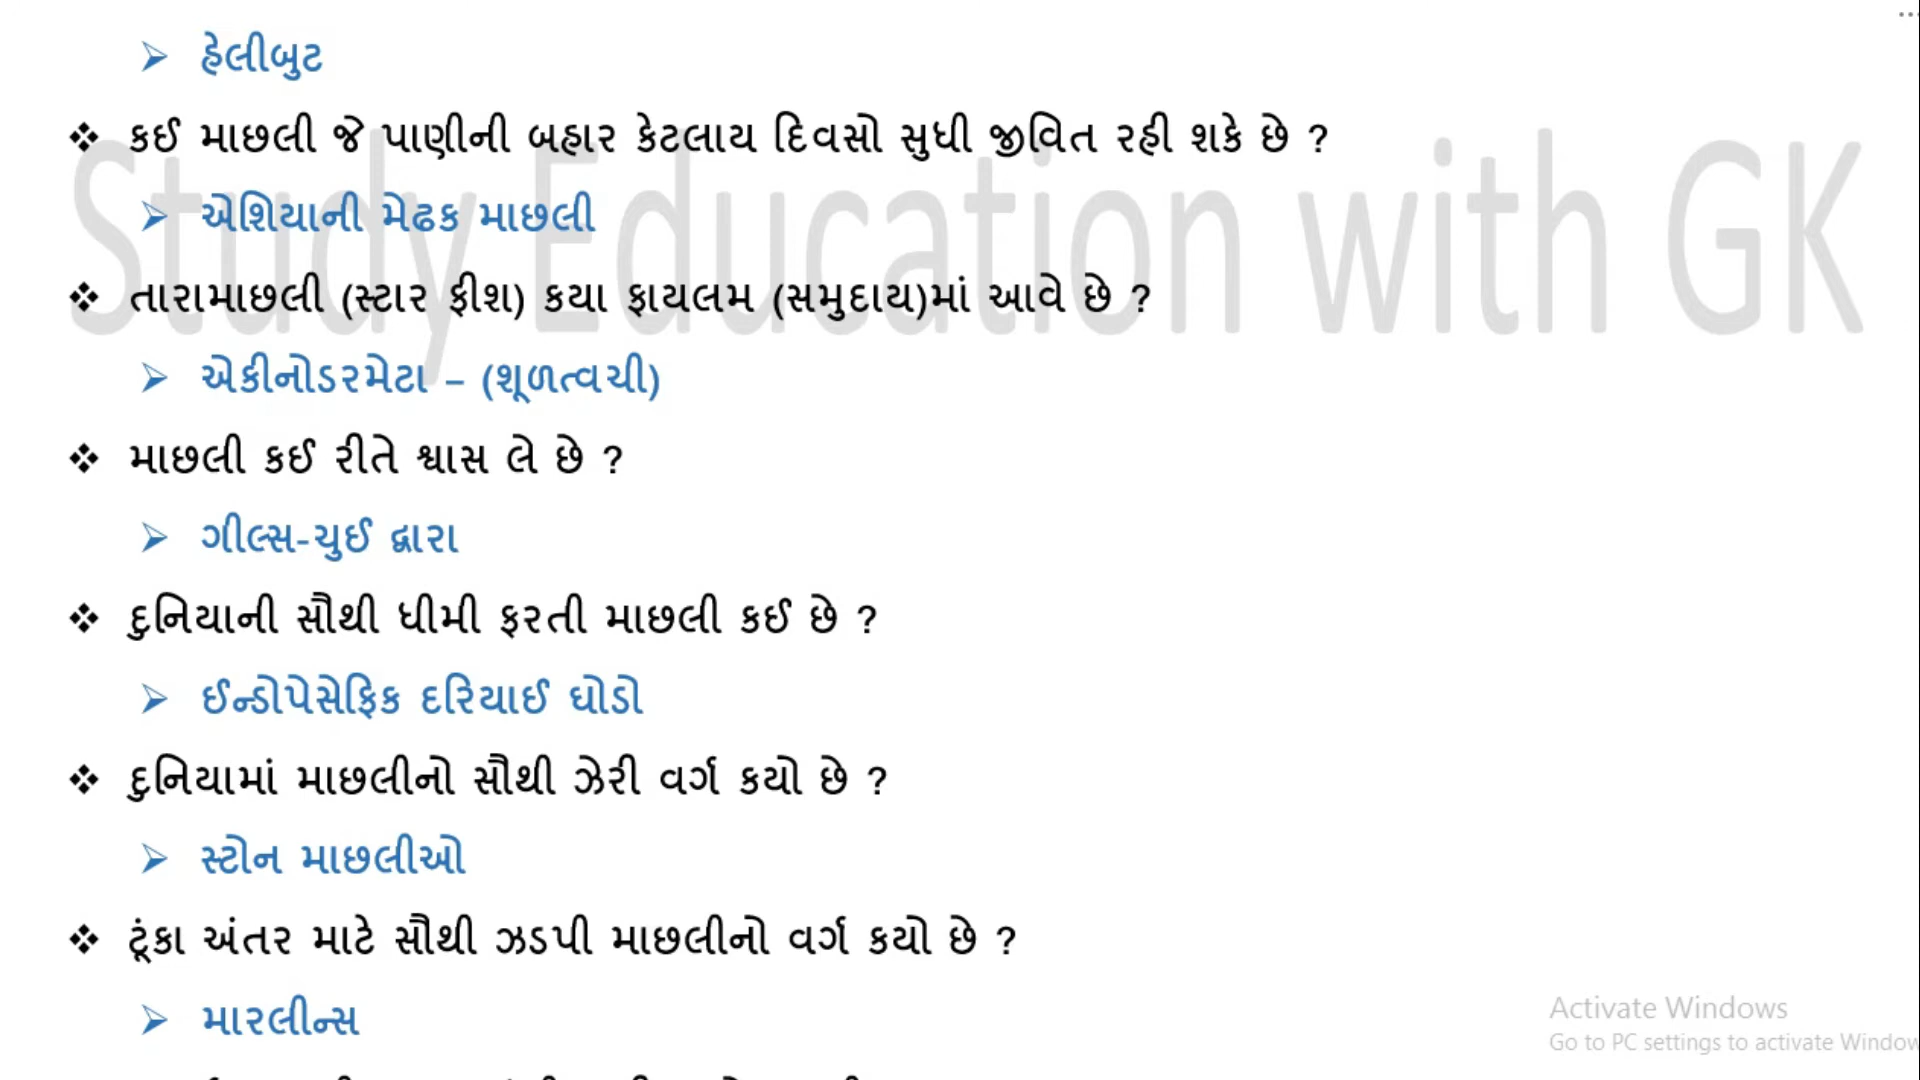 ➢ હેલીબુટ
❖ કઈ માછલી જે પાણીની બહાર કેટલાય દિવસો સુધી જીવિત રહી શકે છે ?
Study Education with GK
➢ એશિયાની મેઢક માછલી
❖ તારામાછલી (સ્ટાર ફીશ) કયા ફાયલમ (સમુદાય)માં આવે છે ?
➢ એકીનોડરમેટા – (શૂળત્વચી)
❖ માછલી કઈ રીતે શ્વાસ લે છે ?
➢ ગીલ્સ-ચુઈ દ્વારા
❖ દુનિયાની સૌથી ધીમી ફરતી માછલી કઈ છે ?
➢ ઈન્ડોપેસેફિક દરિયાઈ ઘોડો
❖ દુનિયામાં માછલીનો સૌથી ઝેરી વર્ગ કયો છે ?
➢ સ્ટોન માછલીઓ
❖ ટૂંકા અંતર માટે સૌથી ઝડપી માછલીનો વર્ગ કયો છે ?
➢ મારલીન્સ
Activate Windows
Go to PC settings to activate Window